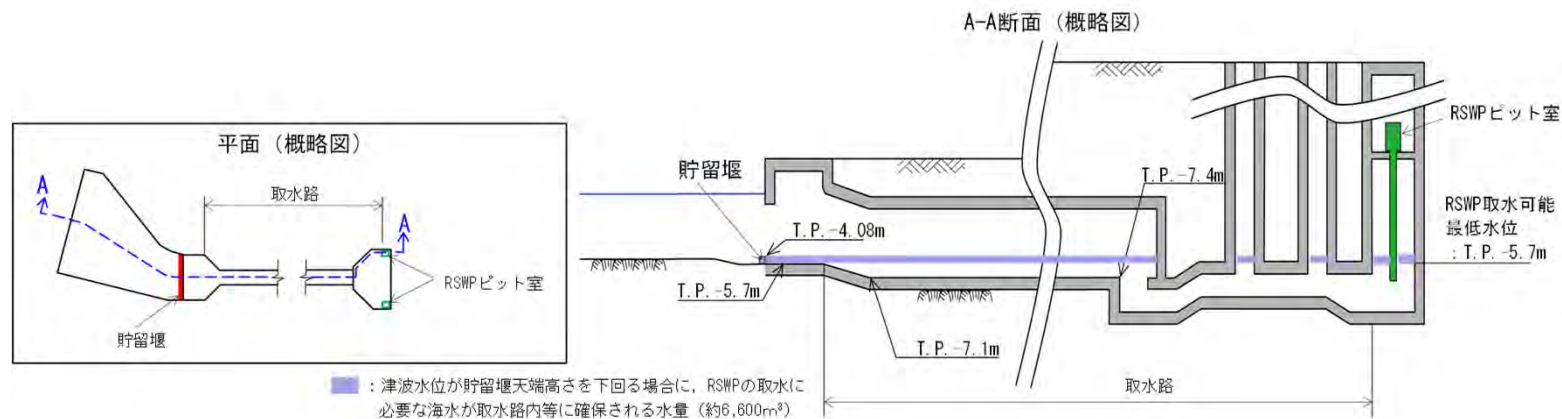 A-A断面（概略図）
平面（概略図）
A
取水路
A
RSWPピット室
貯留堰
貯留堰
T.P.-4.08m
T.P.-5.7m
T.P.-7.1m
T.P.-7.4m
RSWPピット室
RSWP取水可能
最低水位
：T.P.-5.7m
取水路
：津波水位が貯留堰天端高さを下回る場合に，RSWPの取水に
必要な海水が取水路内等に確保される水量（約6,600m³）